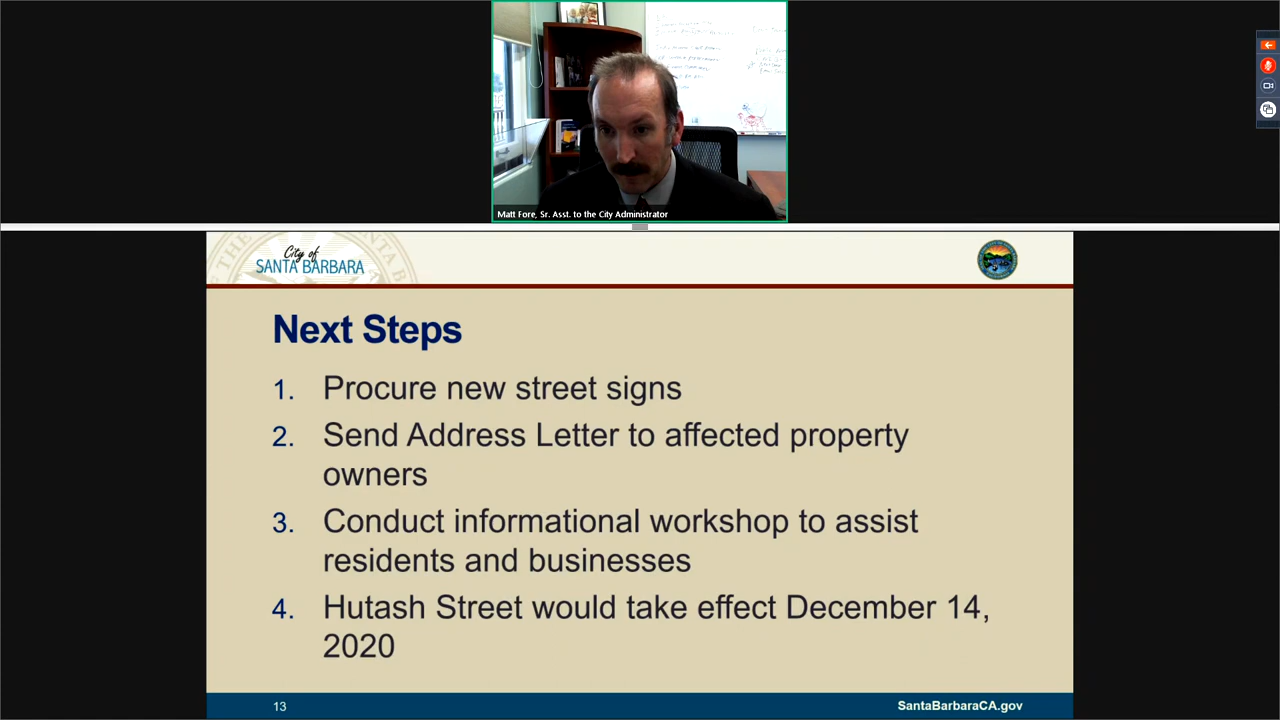 Matt Fore, Sr. Asst. to the City Administrator
City of
SANTA BARBARA
Next Steps
1. Procure new street signs
2. Send Address Letter to affected property
owners
3. Conduct informational workshop to assist
residents and businesses
4. Hutash Street would take effect December 14,
2020
13
SantaBarbaraCA.gov